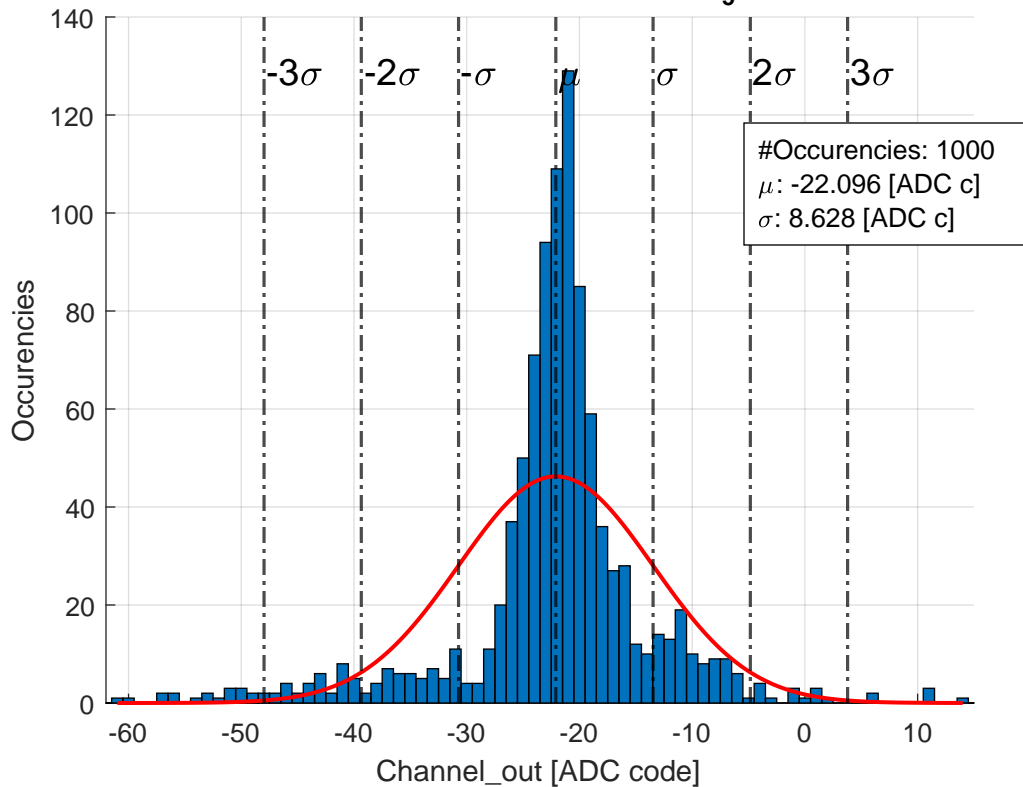 140
120
100
80
60
40
20
0
-60
-50
-40
-30
-20
-10
0
10
Occurencies
Channel_out [ADC code]
-3σ
-2σ
-σ
μ
σ
2σ
3σ
#Occurencies: 1000
μ: -22.096 [ADC c]
σ: 8.628 [ADC c]